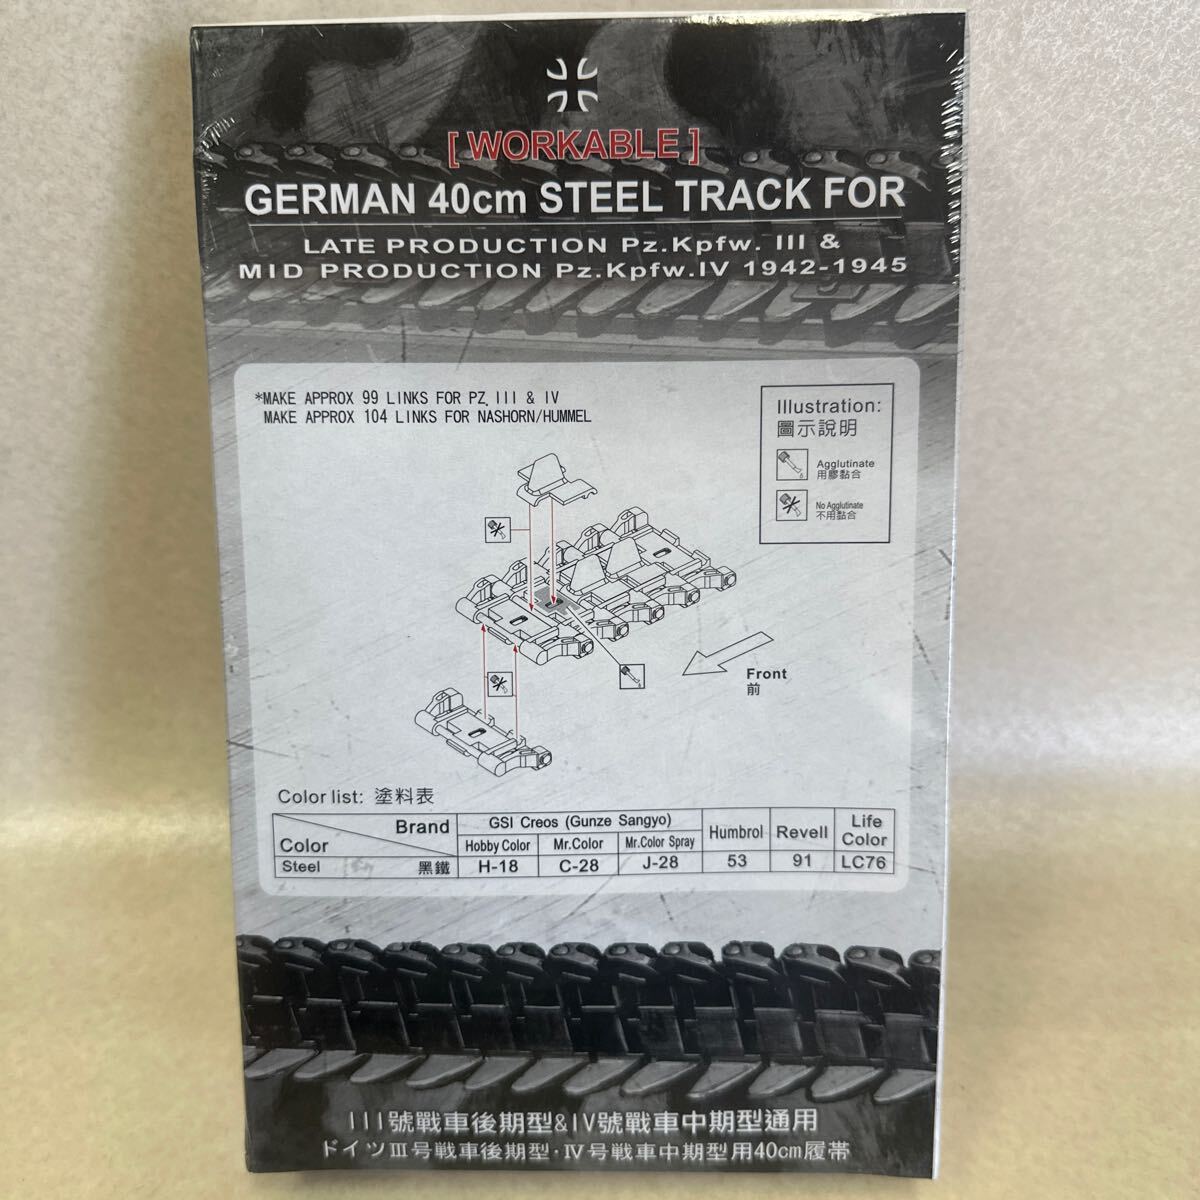 [ WORKABLE ]
GERMAN 40cm STEEL TRACK FOR
LATE PRODUCTION Pz.Kpfw. III &
MID PRODUCTION Pz.Kpfw.IV 1942-1945
*MAKE APPROX 99 LINKS FOR PZ.III & IV
MAKE APPROX 104 LINKS FOR NASHORN/HUMMEL
Illustration:
圖示說明
Agglutinate
用膠黏合
No Agglutinate
不用黏合
Front
前
Color list: 塗料表
Brand GSI Creos (Gunze Sangyo) Humbrol Revell Life Color
Color Hobby Color Mr.Color Mr.Color Spray
Steel 黑鐵 H-18 C-28 J-28 53 91 LC76
III號戰車後期型&IV號戰車中期型通用
ドイツⅢ号戦車後期型・Ⅳ号戦車中期型用40cm履帯